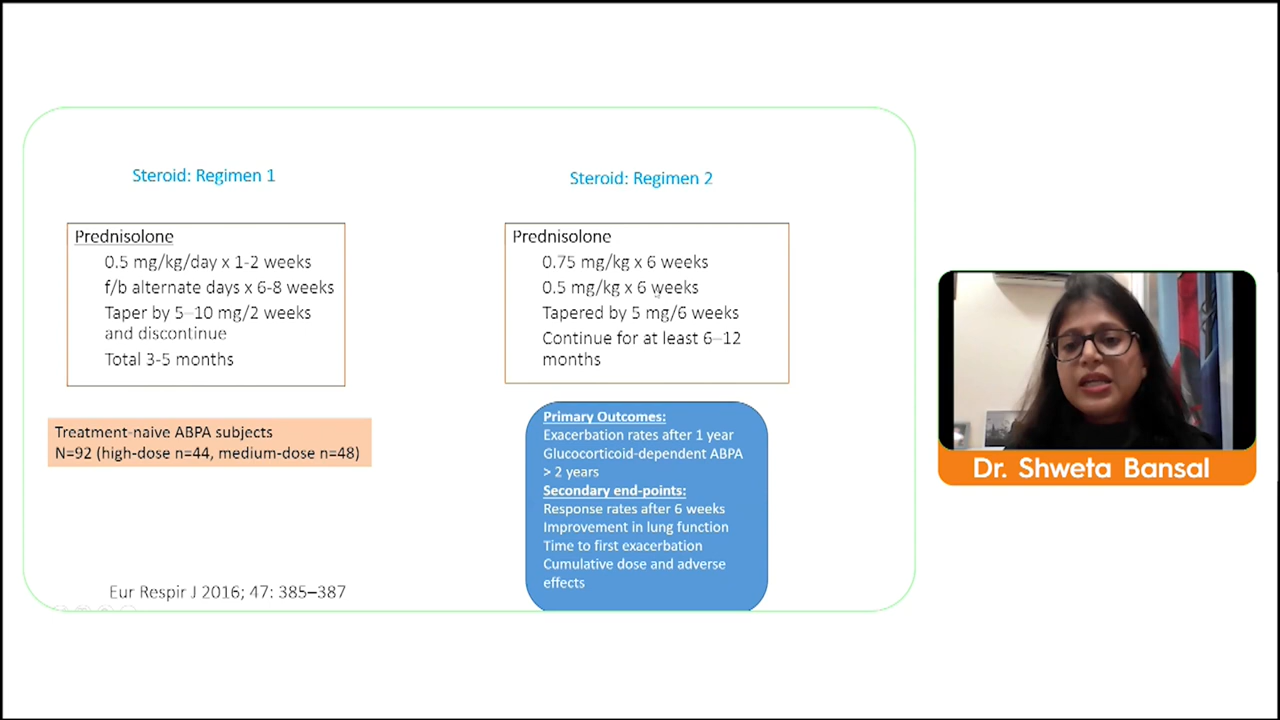 Steroid: Regimen 1
Prednisolone
0.5 mg/kg/day x 1-2 weeks
f/b alternate days x 6-8 weeks
Taper by 5–10 mg/2 weeks
and discontinue
Total 3-5 months
Treatment-naive ABPA subjects
N=92 (high-dose n=44, medium-dose n=48)
Eur Respir J 2016; 47: 385–387
Steroid: Regimen 2
Prednisolone
0.75 mg/kg x 6 weeks
0.5 mg/kg x 6 weeks
Tapered by 5 mg/6 weeks
Continue for at least 6–12
months
Primary Outcomes:
Exacerbation rates after 1 year
Glucocorticoid-dependent ABPA
> 2 years
Secondary end-points:
Response rates after 6 weeks
Improvement in lung function
Time to first exacerbation
Cumulative dose and adverse
effects
Dr. Shweta Bansal